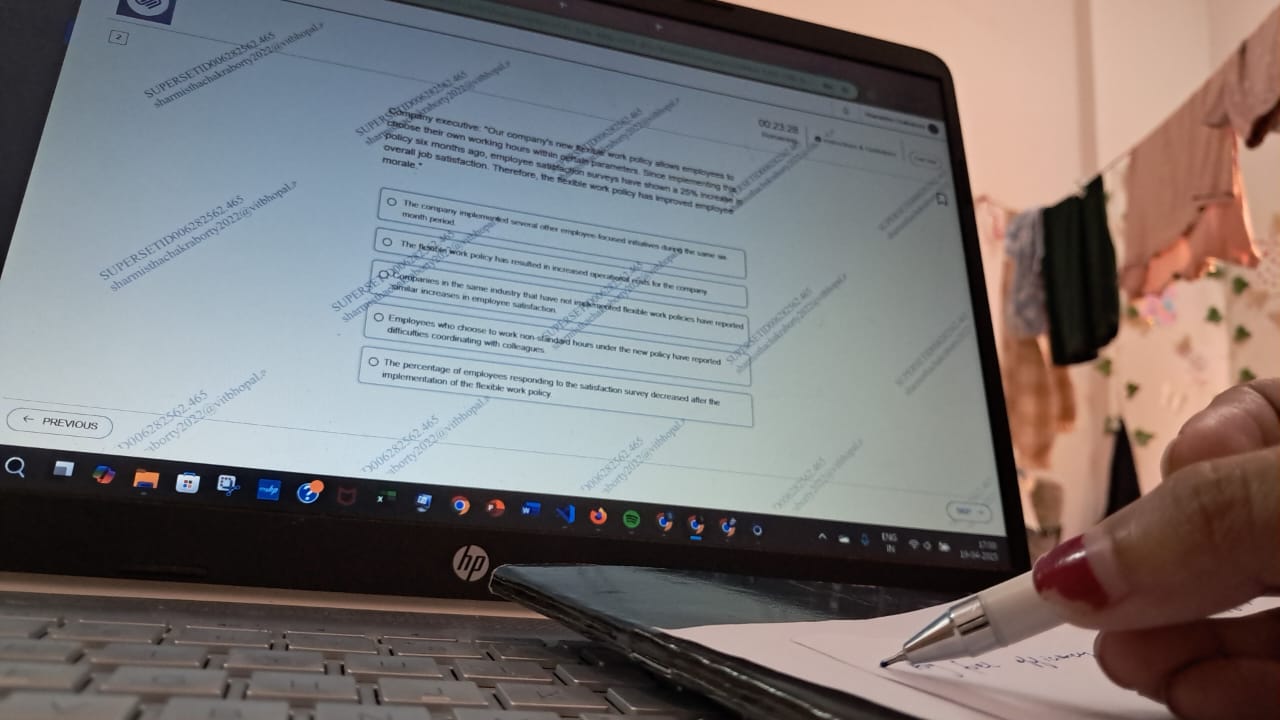 2
SUPERSETID006282562.465
sharmisthachakraborty2022@vitbhopal.
00:23:28
Remaining
Company executive: "Our company's new flexible work policy allows employees to
choose their own working hours within certain parameters. Since implementing this
policy six months ago, employee satisfaction surveys have shown a 25% increase in
overall job satisfaction. Therefore, the flexible work policy has improved employee
morale."
The company implemented several other employee-focused initiatives during the same six
month period.
The flexible work policy has resulted in increased operational costs for the company.
Companies in the same industry that have not implemented flexible work policies have reported
similar increases in employee satisfaction.
Employees who choose to work non-standard hours under the new policy have reported
difficulties coordinating with colleagues.
The percentage of employees responding to the satisfaction survey decreased after the
implementation of the flexible work policy.
← PREVIOUS
ENG
IN
17:00
hp